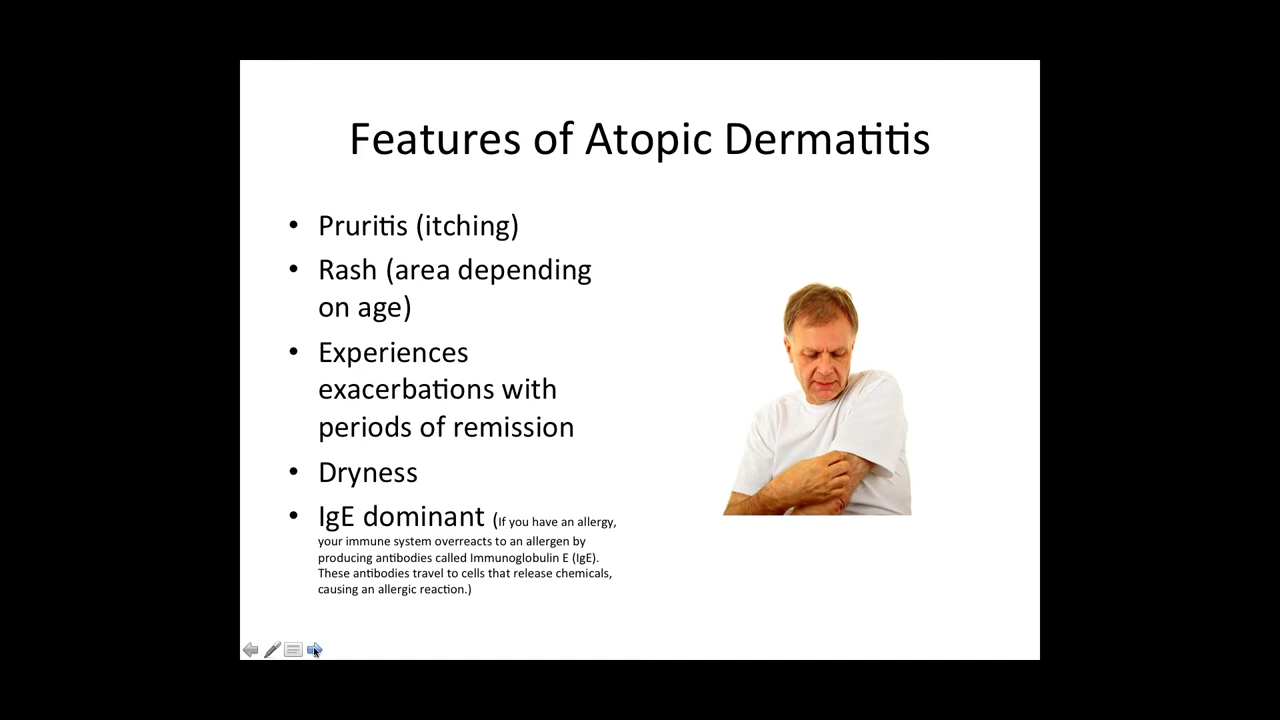 Features of Atopic Dermatitis
• Pruritis (itching)
• Rash (area depending
on age)
• Experiences
exacerbations with
periods of remission
• Dryness
• IgE dominant (If you have an allergy,
your immune system overreacts to an allergen by
producing antibodies called Immunoglobulin E (IgE).
These antibodies travel to cells that release chemicals,
causing an allergic reaction.)